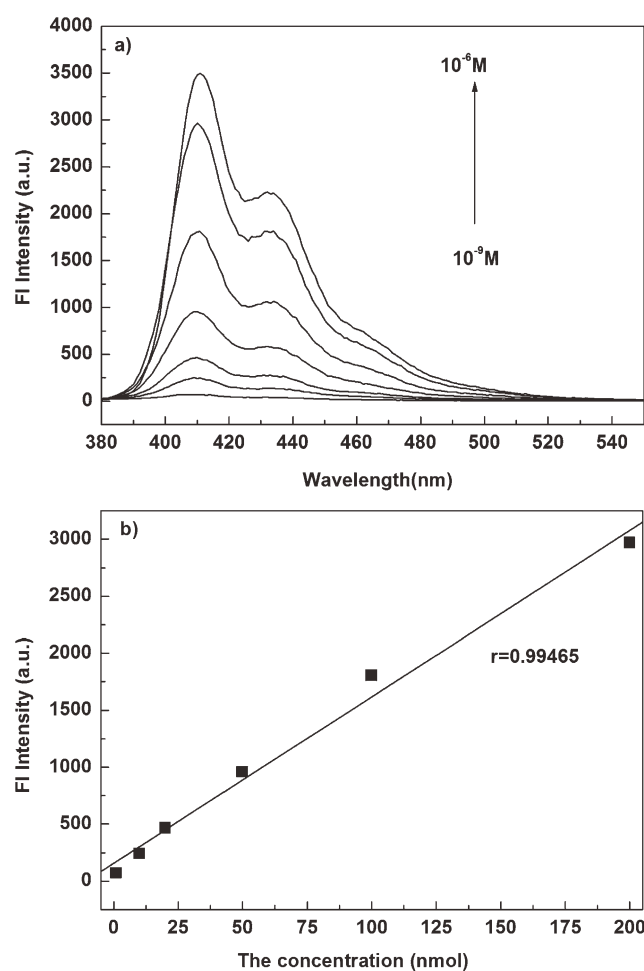 4000
a)
3500
10⁻⁶M
3000
2500
2000
1500
10⁻⁹M
1000
500
0
FI Intensity (a.u.)
380 400 420 440 460 480 500 520 540
Wavelength(nm)
b)
3000
2500
2000
r=0.99465
1500
1000
500
0
FI Intensity (a.u.)
0 25 50 75 100 125 150 175 200
The concentration (nmol)